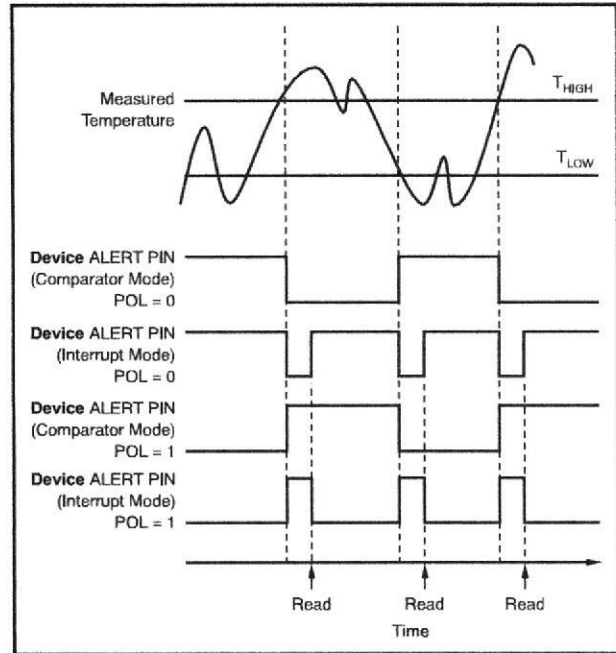 Measured
Temperature
THIGH
TLOW
Device ALERT PIN
(Comparator Mode)
POL = 0
Device ALERT PIN
(Interrupt Mode)
POL = 0
Device ALERT PIN
(Comparator Mode)
POL = 1
Device ALERT PIN
(Interrupt Mode)
POL = 1
Read Read Read
Time